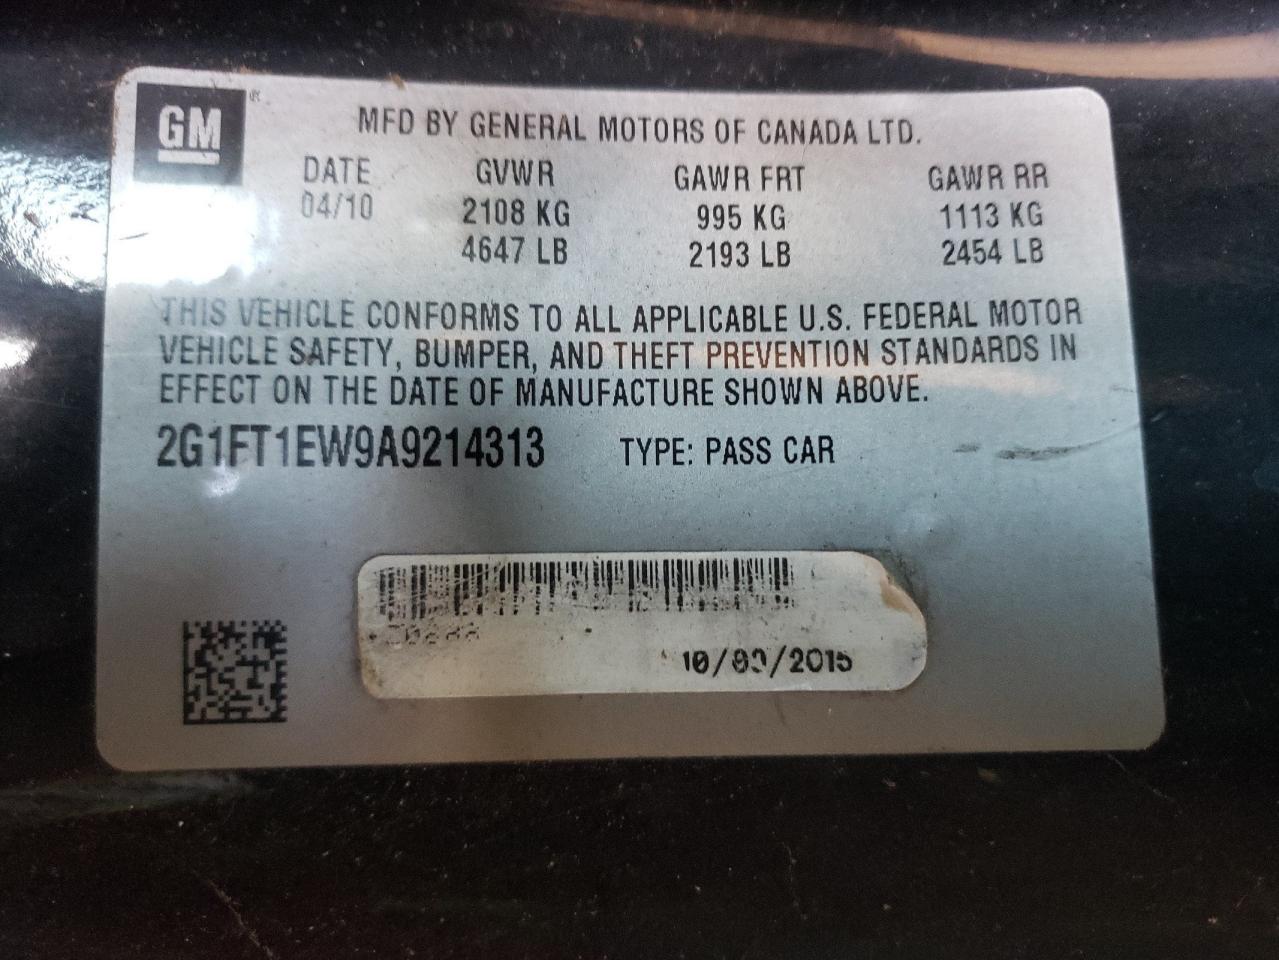 GM
MFD BY GENERAL MOTORS OF CANADA LTD.
DATE GVWR GAWR FRT GAWR RR
04/10 2108 KG 995 KG 1113 KG
4647 LB 2193 LB 2454 LB
THIS VEHICLE CONFORMS TO ALL APPLICABLE U.S. FEDERAL MOTOR
VEHICLE SAFETY, BUMPER, AND THEFT PREVENTION STANDARDS IN
EFFECT ON THE DATE OF MANUFACTURE SHOWN ABOVE.
2G1FT1EW9A9214313 TYPE: PASS CAR